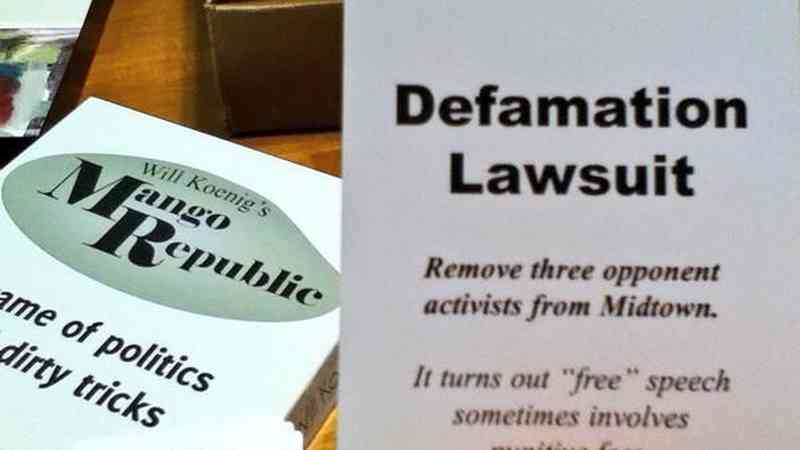 Will Koenig's
Mango
Republic
ame of politics
dirty tricks
Defamation
Lawsuit
Remove three opponent
activists from Midtown.
It turns out "free" speech
sometimes involves